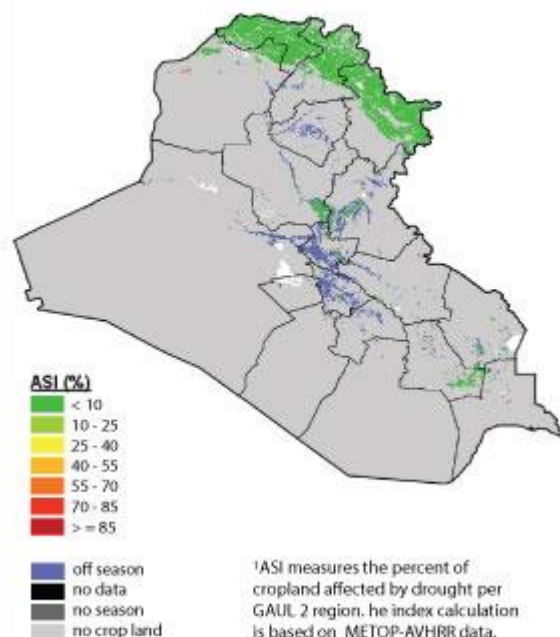 ASI (%)
< 10
10 - 25
25 - 40
40 - 55
55 - 70
70 - 85
> = 85
off season
no data
no season
no crop land
¹ASI measures the percent of
cropland affected by drought per
GAUL 2 region. he index calculation
is based on METOP-AVHRR data.